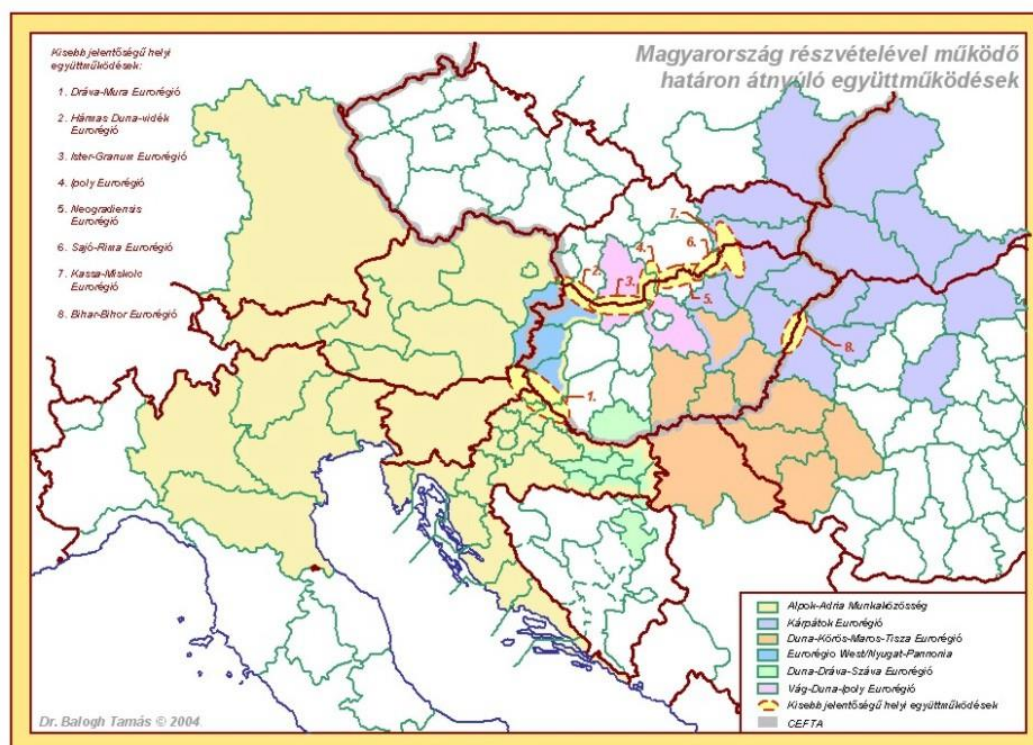 Magyarország részvételével működő
határon átnyúló együttműködések
Kisebb jelentőségű helyi
együttműködések:
1. Dráva-Mura Eurorégió
2. Hármas Duna-vidék
Eurorégió
3. Ister-Granum Eurorégió
4. Ipoly Eurorégió
5. Neogradiensis
Eurorégió
6. Sajó-Rima Eurorégió
7. Kassa-Miskolc
Eurorégió
8. Bihar-Bihor Eurorégió
7.
6.
4.
2.
3.
5.
8.
1.
Alpok-Adria Munkaközösség
Kárpátok Eurorégió
Duna-Körös-Maros-Tisza Eurorégió
Eurorégio West/Nyugat-Pannonia
Duna-Dráva-Száva Eurorégió
Vág-Duna-Ipoly Eurorégió
Kisebb jelentőségű helyi együttműködések
CEFTA
Dr. Balogh Tamás © 2004.